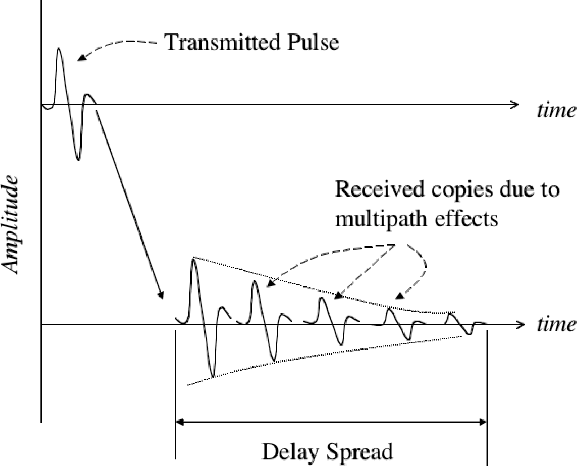 Transmitted Pulse
time
Amplitude
Received copies due to
multipath effects
time
Delay Spread